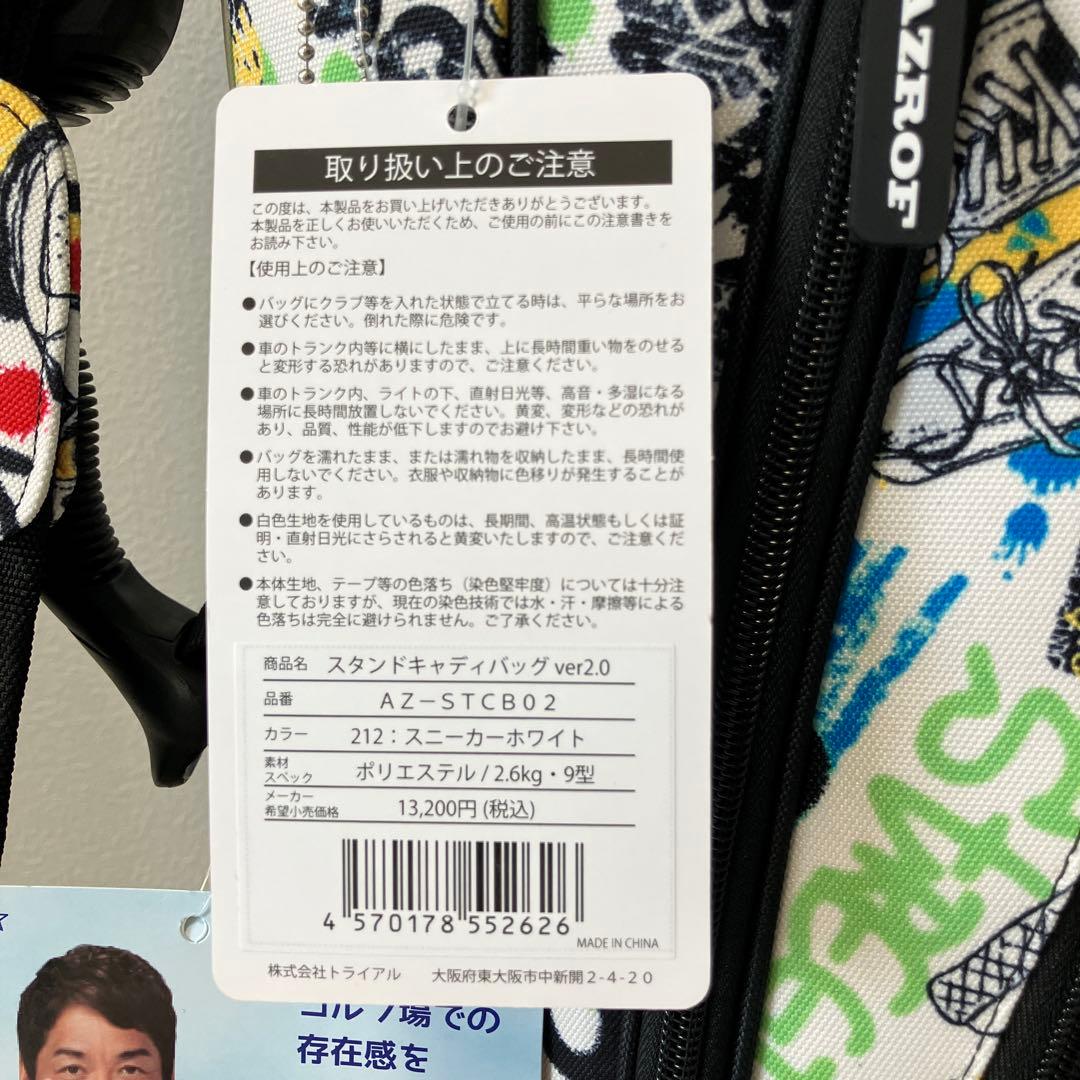 AZROF
取り扱い上のご注意
この度は、本製品をお買い上げいただきありがとうございます。
本製品を正しくお使いいただくため、ご使用の前にこの注意書きを
お読み下さい。
【使用上のご注意】
●バッグにクラブ等を入れた状態で立てる時は、平らな場所をお
選びください。倒れた際に危険です。
●車のトランク内等に横にしたまま、上に長時間重い物をのせる
と変形する恐れがありますので、ご注意ください。
●車のトランク内、ライトの下、直射日光等、高音・多湿になる
場所に長時間放置しないでください。黄変、変形などの恐れが
あり、品質、性能が低下しますのでお避け下さい。
●バッグを濡れたまま、または濡れ物を収納したまま、長時間使
用しないでください。衣服や収納物に色移りが発生することが
あります。
●白色生地を使用しているものは、長期間、高温状態もしくは証
明・直射日光にさらされると黄変いたしますので、ご注意くだ
さい。
●本体生地、テープ等の色落ち（染色堅牢度）については十分注
意しておりますが、現在の染色技術では水・汗・摩擦等による
色落ちは完全に避けられません。ご了承ください。
商品名 スタンドキャディバッグ ver2.0
品番 ＡＺ－ＳＴＣＢ０２
カラー 212：スニーカーホワイト
素材
スペック ポリエステル / 2.6kg・9型
メーカー
希望小売価格 13,200円 (税込)
4 570178 552626
MADE IN CHINA
株式会社トライアル 大阪府東大阪市中新開２-４-２０
ゴルフ場での
存在感を